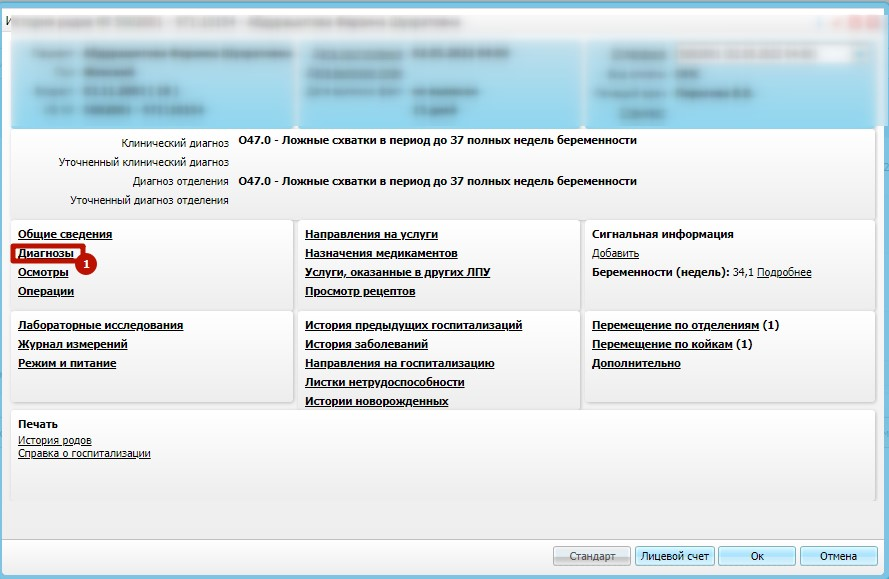 Клинический диагноз О47.0 - Ложные схватки в период до 37 полных недель беременности
Уточненный клинический диагноз
Диагноз отделения О47.0 - Ложные схватки в период до 37 полных недель беременности
Уточненный диагноз отделения
Общие сведения
Диагнозы
1
Осмотры
Операции
Направления на услуги
Назначения медикаментов
Услуги, оказанные в других ЛПУ
Просмотр рецептов
Сигнальная информация
Добавить
Беременности (недель): 34,1 Подробнее
Лабораторные исследования
Журнал измерений
Режим и питание
История предыдущих госпитализаций
История заболеваний
Направления на госпитализацию
Листки нетрудоспособности
Истории новорожденных
Перемещение по отделениям (1)
Перемещение по койкам (1)
Дополнительно
Печать
История родов
Справка о госпитализации
Стандарт Лицевой счет Ок Отмена